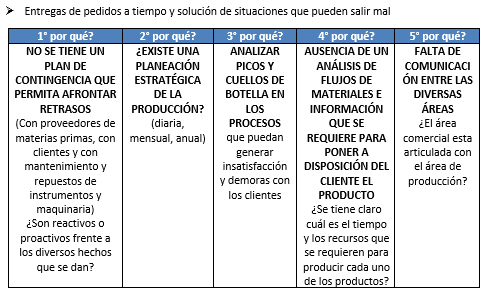 Entregas de pedidos a tiempo y solución de situaciones que pueden salir mal
1° por qué?
NO SE TIENE UN
PLAN DE
CONTINGENCIA QUE
PERMITA AFRONTAR
RETRASOS
(Con proveedores de
materias primas, con
clientes y con
mantenimiento y
repuestos de
instrumentos y
maquinaria)
¿Son reactivos o
proactivos frente a
los diversos hechos
que se dan?
2° por qué?
¿EXISTE UNA
PLANEACIÓN
ESTRATÉGICA
DE LA
PRODUCCIÓN?
(diaria,
mensual, anual)
3° por qué?
ANALIZAR
PICOS Y
CUELLOS DE
BOTELLA EN
LOS
PROCESOS
que puedan
generar
insatisfacción
y demoras con
los clientes
4° por qué?
AUSENCIA DE UN
ANÁLISIS DE
FLUJOS DE
MATERIALES E
INFORMACIÓN
QUE SE
REQUIERE PARA
PONER A
DISPOSICIÓN DEL
CLIENTE EL
PRODUCTO
¿Se tiene claro
cuál es el tiempo
y los recursos que
se requieren para
producir cada uno
de los productos?
5° por qué?
FALTA DE
COMUNICACI
ÓN ENTRE LAS
DIVERSAS
ÁREAS
¿El área
comercial esta
articulada con
el área de
producción?